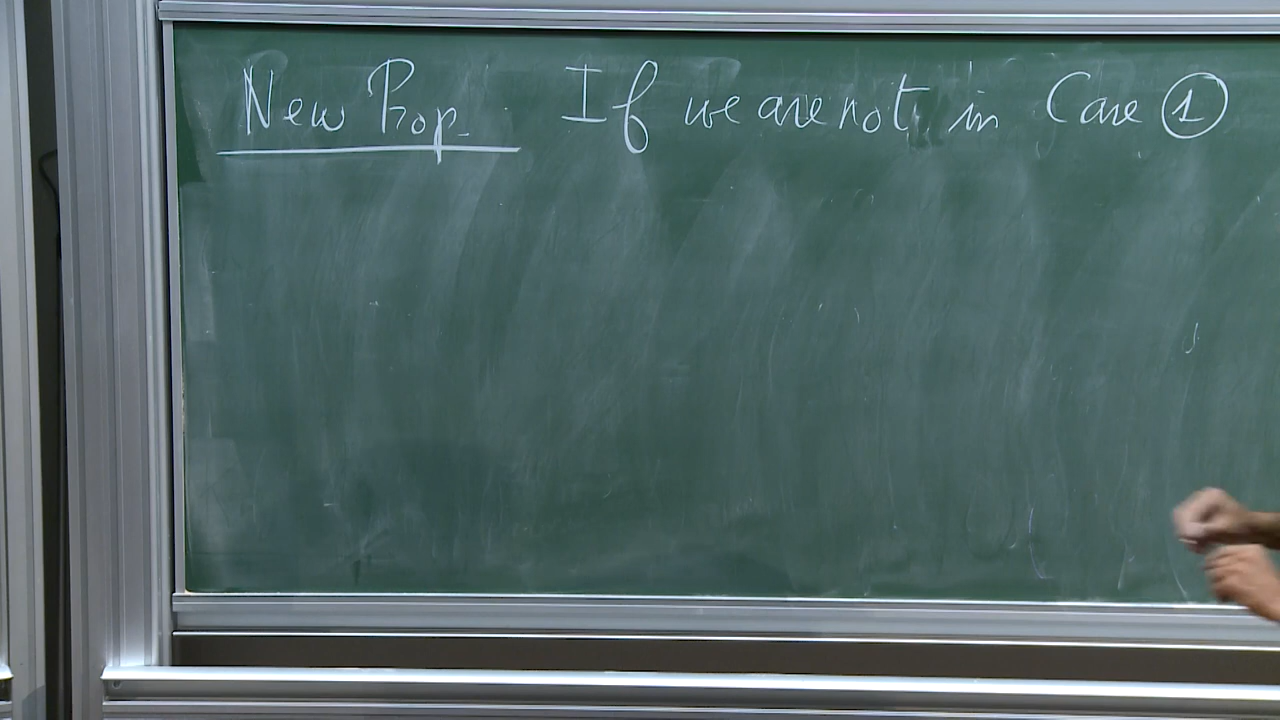 New Prop. If we are not in Case ①